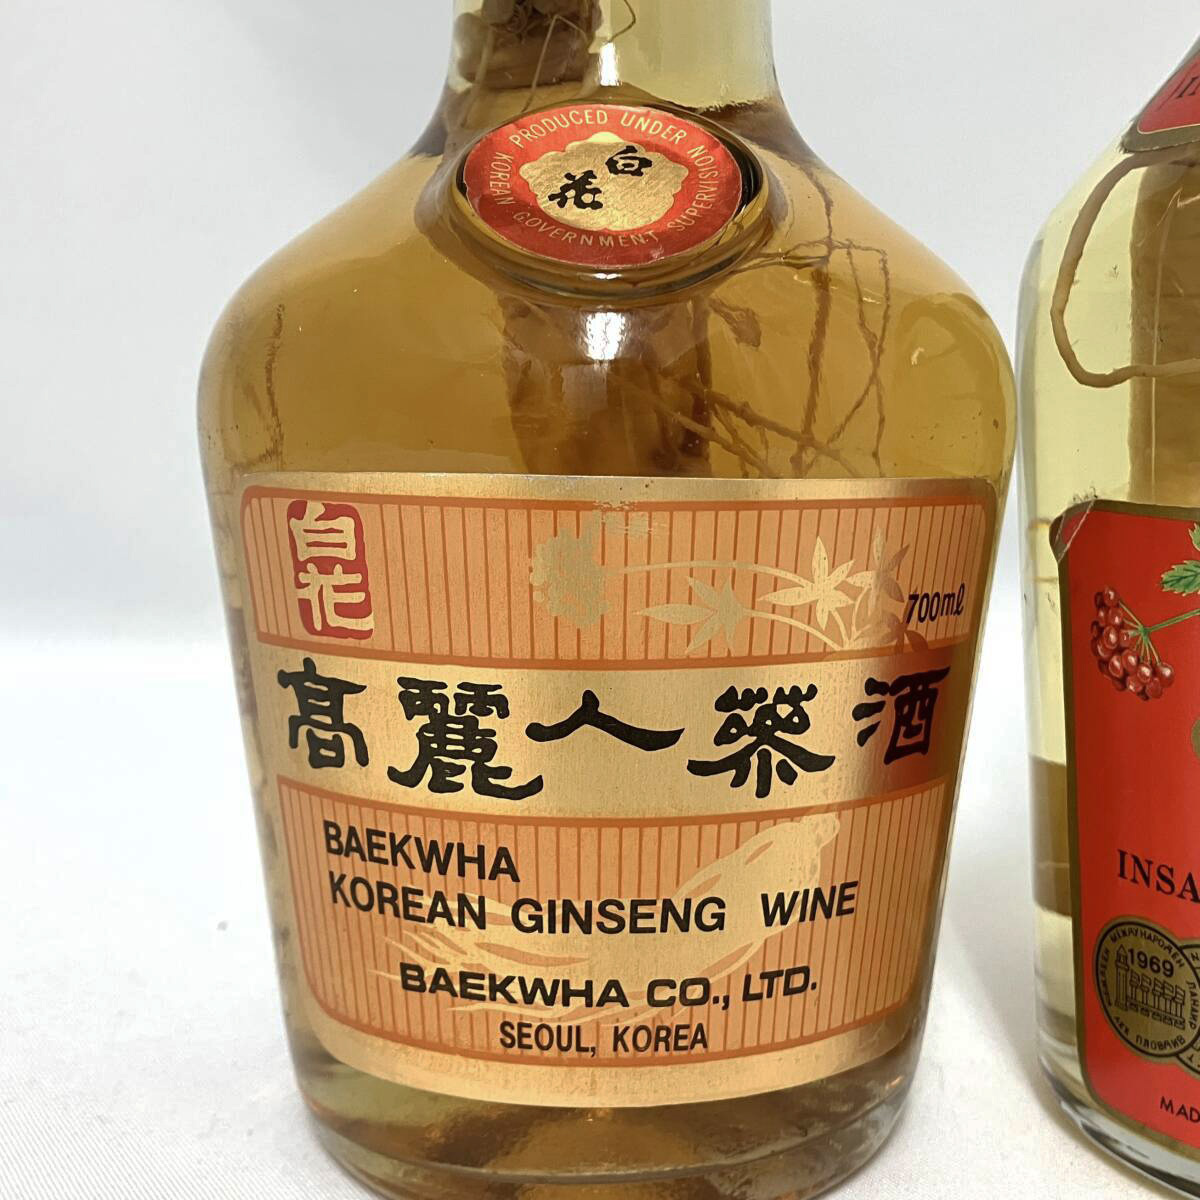 PRODUCED UNDER
KOREAN GOVERNMENT SUPERVISION
白花
白花
700ml
高麗人蔘酒
BAEKWHA
KOREAN GINSENG WINE
BAEKWHA CO., LTD.
SEOUL, KOREA
INSA
1969
MAD